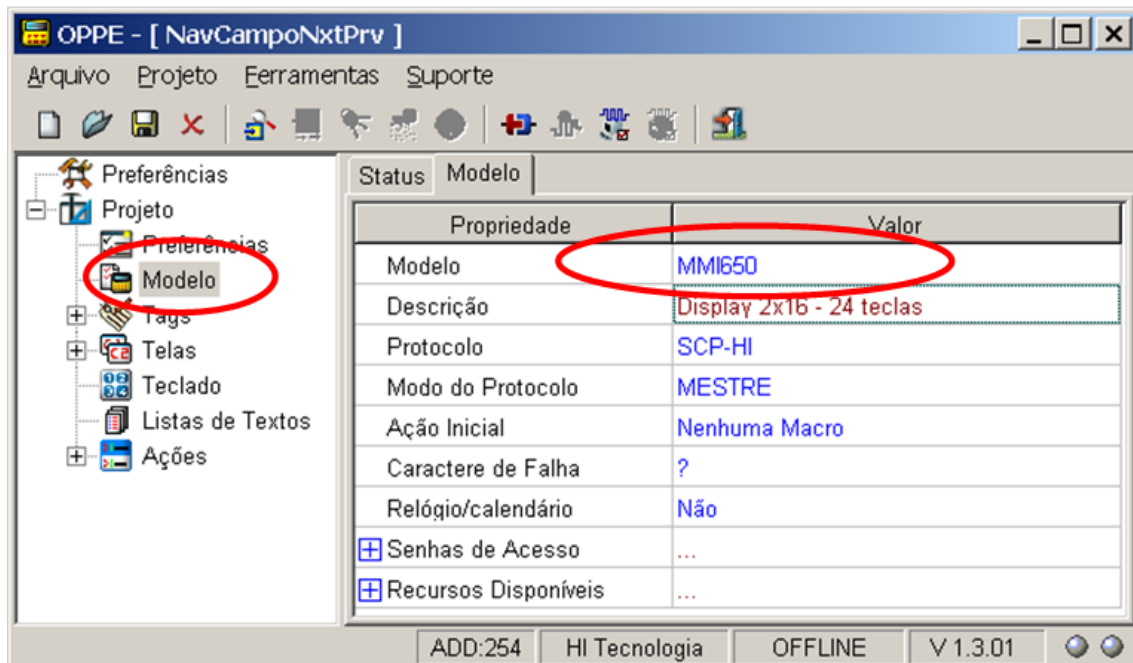 OPPE - [ NavCampoNxtPrv ]
Arquivo Projeto Ferramentas Suporte
Preferências
Projeto
Preferências
Modelo
Tags
Telas
Teclado
Listas de Textos
Ações
Status Modelo
Propriedade Valor
Modelo MMI650
Descrição Display 2x16 - 24 teclas
Protocolo SCP-HI
Modo do Protocolo MESTRE
Ação Inicial Nenhuma Macro
Caractere de Falha ?
Relógio/calendário Não
Senhas de Acesso ...
Recursos Disponíveis ...
ADD:254 HI Tecnologia OFFLINE V 1.3.01